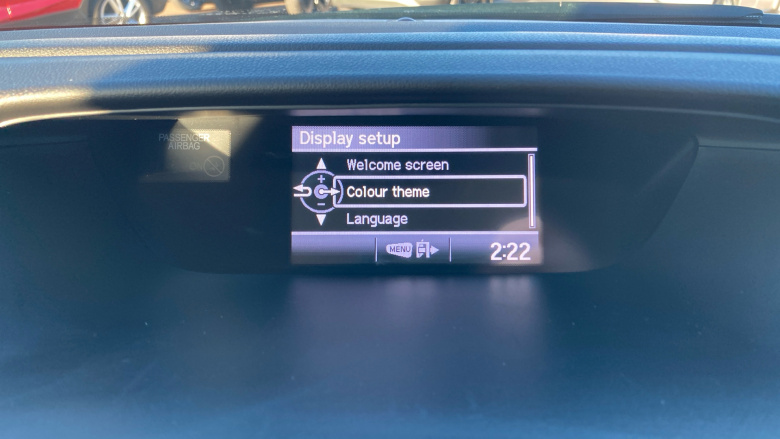 PASSENGER
AIRBAG
Display setup
Welcome screen
+
Colour theme
−
Language
MENU
2:22